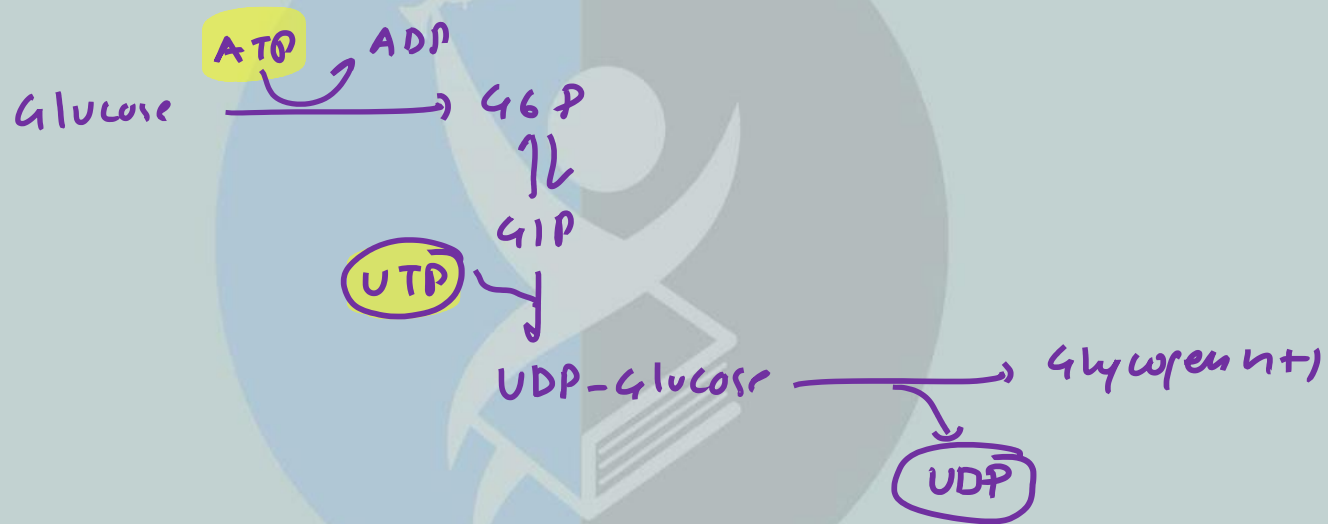 ATP ADP
Glucose G6P
G1P
UTP
UDP-Glucose Glycogen n+1
UDP